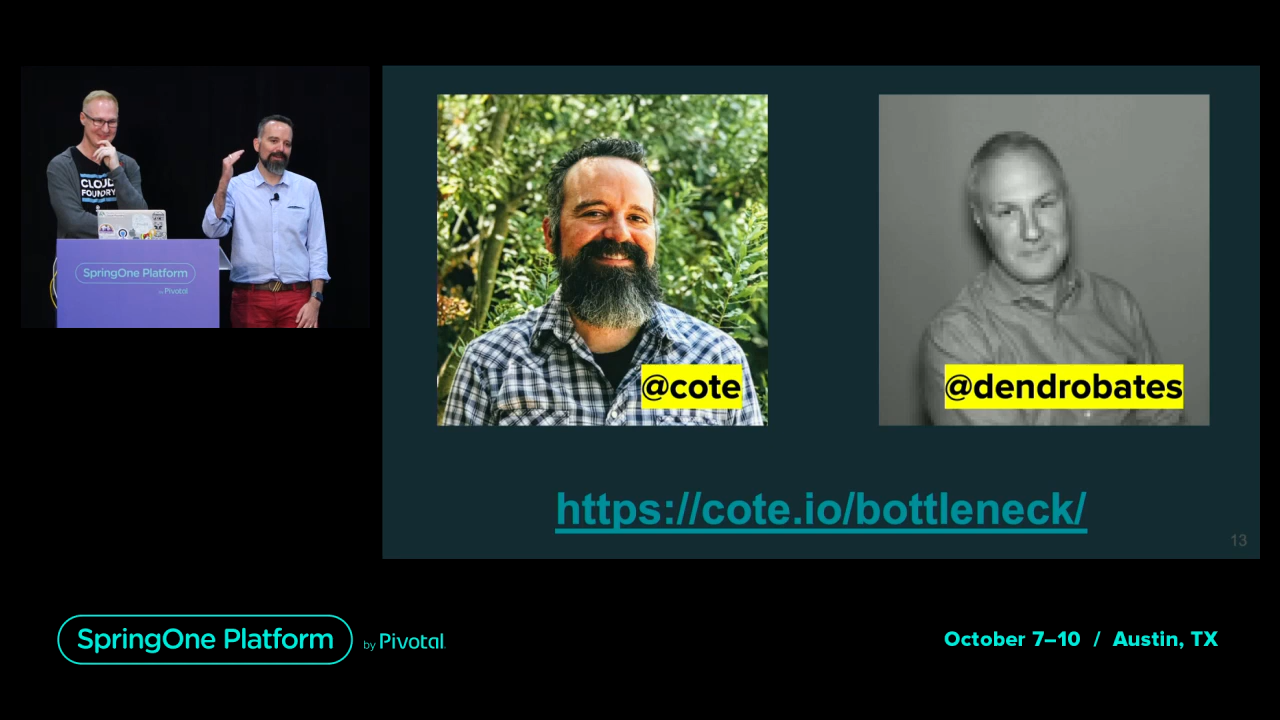 CLOUD
FOUNDRY
SpringOne Platform
by Pivotal
@cote
@dendrobates
https://cote.io/bottleneck/
13
SpringOne Platform by Pivotal
October 7–10 / Austin, TX